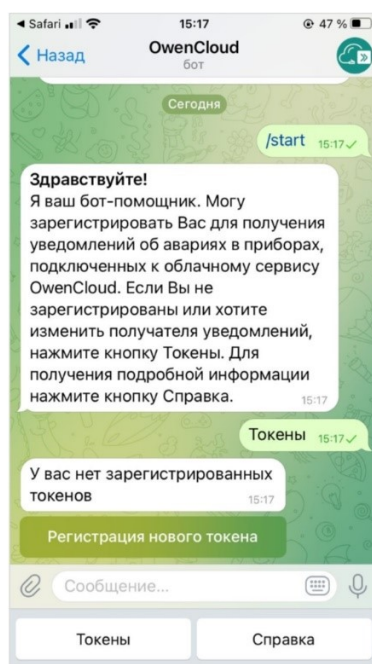 Safari 15:17 47 %
Назад OwenCloud
бот
Сегодня
/start 15:17
Здравствуйте!
Я ваш бот-помощник. Могу
зарегистрировать Вас для получения
уведомлений об авариях в приборах,
подключенных к облачному сервису
OwenCloud. Если Вы не
зарегистрированы или хотите
изменить получателя уведомлений,
нажмите кнопку Токены. Для
получения подробной информации
нажмите кнопку Справка. 15:17
Токены 15:17
У вас нет зарегистрированных
токенов 15:17
Регистрация нового токена
Сообщение...
Токены Справка